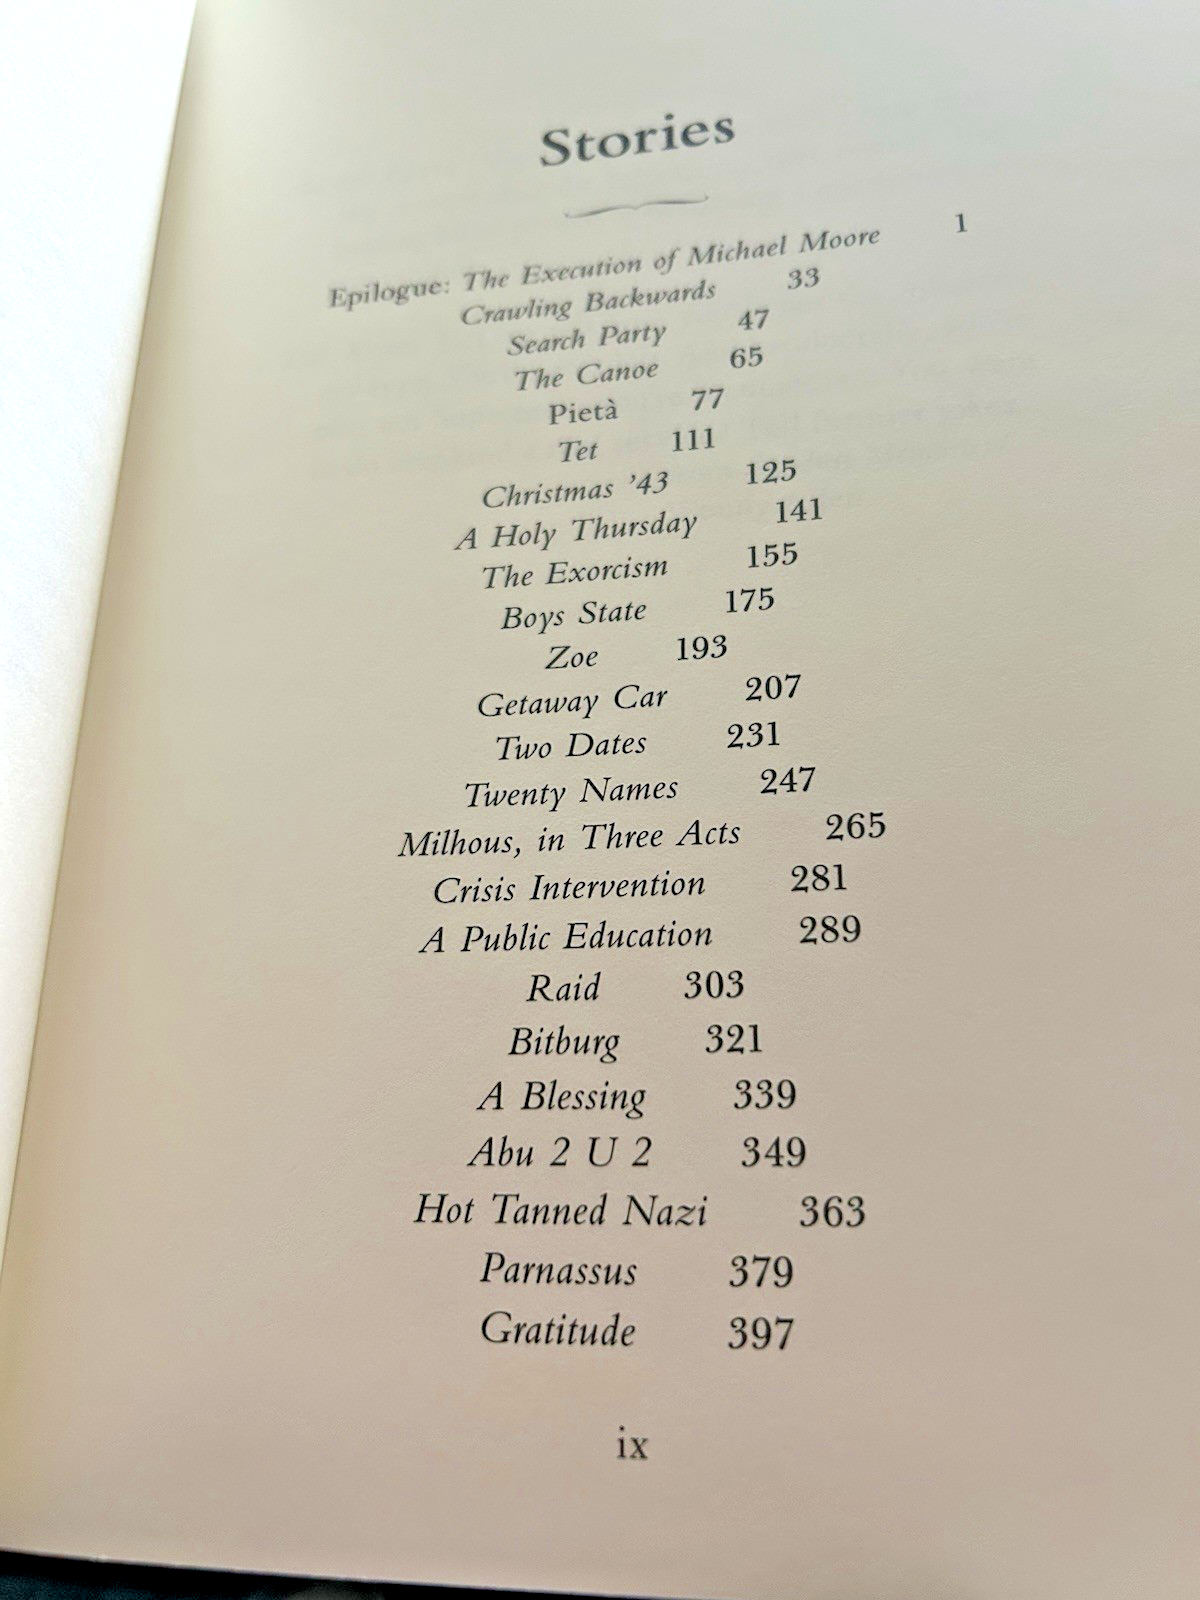 Stories
Epilogue: The Execution of Michael Moore 1
Crawling Backwards 33
Search Party 47
The Canoe 65
Pietà 77
Tet 111
Christmas ’43 125
A Holy Thursday 141
The Exorcism 155
Boys State 175
Zoe 193
Getaway Car 207
Two Dates 231
Twenty Names 247
Milhous, in Three Acts 265
Crisis Intervention 281
A Public Education 289
Raid 303
Bitburg 321
A Blessing 339
Abu 2 U 2 349
Hot Tanned Nazi 363
Parnassus 379
Gratitude 397
ix